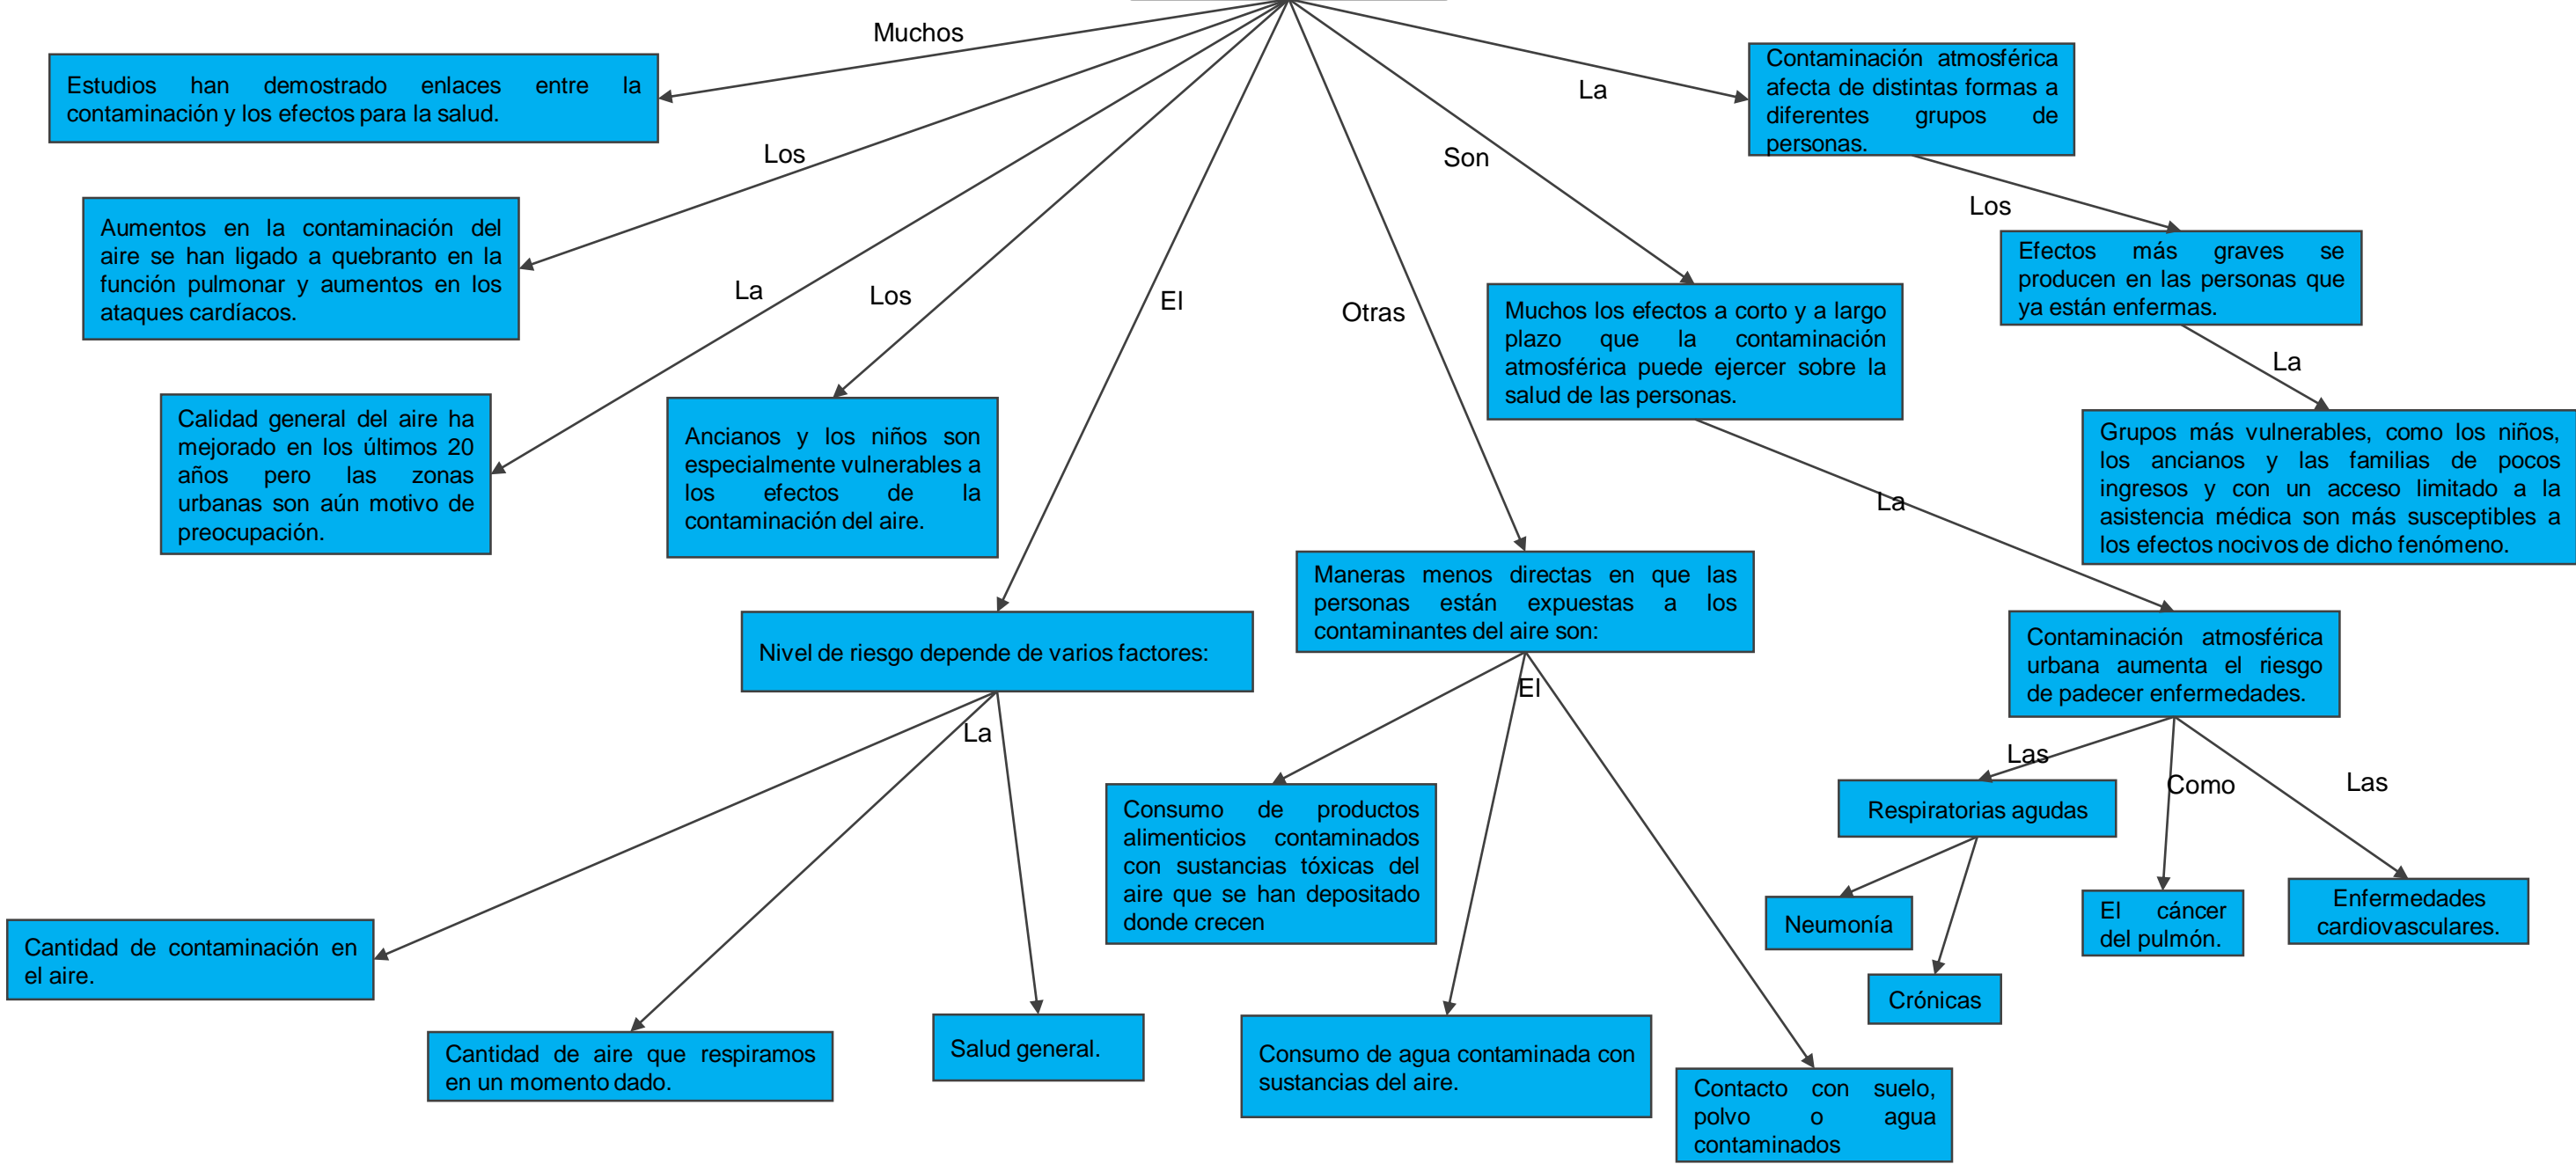 Muchos
Estudios han demostrado enlaces entre la
contaminación y los efectos para la salud.
Los
Aumentos en la contaminación del
aire se han ligado a quebranto en la
función pulmonar y aumentos en los
ataques cardíacos.
La
Calidad general del aire ha
mejorado en los últimos 20
años pero las zonas
urbanas son aún motivo de
preocupación.
Los
Ancianos y los niños son
especialmente vulnerables a
los efectos de la
contaminación del aire.
El
Nivel de riesgo depende de varios factores:
La
Cantidad de contaminación en
el aire.
Cantidad de aire que respiramos
en un momento dado.
Salud general.
Otras
Maneras menos directas en que las
personas están expuestas a los
contaminantes del aire son:
El
Consumo de productos
alimenticios contaminados
con sustancias tóxicas del
aire que se han depositado
donde crecen
Consumo de agua contaminada con
sustancias del aire.
Contacto con suelo,
polvo o agua
contaminados
Son
Muchos los efectos a corto y a largo
plazo que la contaminación
atmosférica puede ejercer sobre la
salud de las personas.
La
Contaminación atmosférica
urbana aumenta el riesgo
de padecer enfermedades.
Las
Respiratorias agudas
Neumonía
Crónicas
Como
El cáncer
del pulmón.
Las
Enfermedades
cardiovasculares.
La
Contaminación atmosférica
afecta de distintas formas a
diferentes grupos de
personas.
Los
Efectos más graves se
producen en las personas que
ya están enfermas.
La
Grupos más vulnerables, como los niños,
los ancianos y las familias de pocos
ingresos y con un acceso limitado a la
asistencia médica son más susceptibles a
los efectos nocivos de dicho fenómeno.